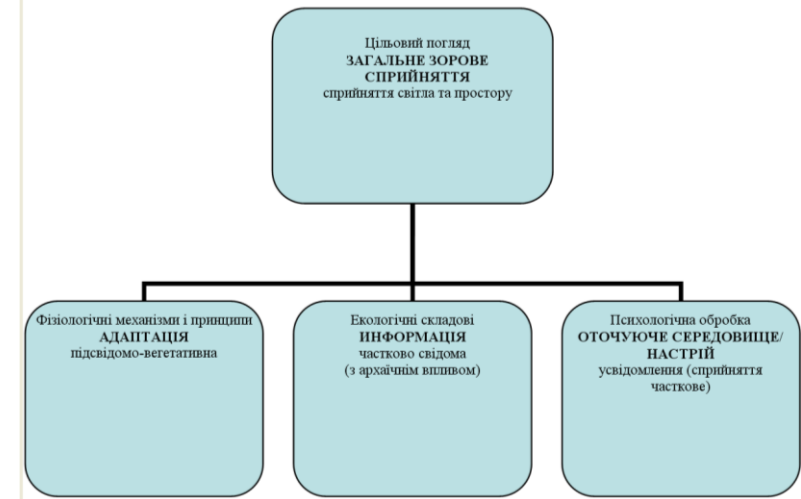 Цільовий погляд
ЗАГАЛЬНЕ ЗОРОВЕ
СПРИЙНЯТТЯ
сприйняття світла та простору
Фізіологічні механізми і принципи
АДАПТАЦІЯ
підсвідомо-вегетативна
Екологічні складові
ИНФОРМАЦІЯ
частково свідома
(з архаїчнім впливом)
Психологічна обробка
ОТОЧУЮЧЕ СЕРЕДОВИЩЕ/
НАСТРІЙ
усвідомлення (сприйняття
часткове)